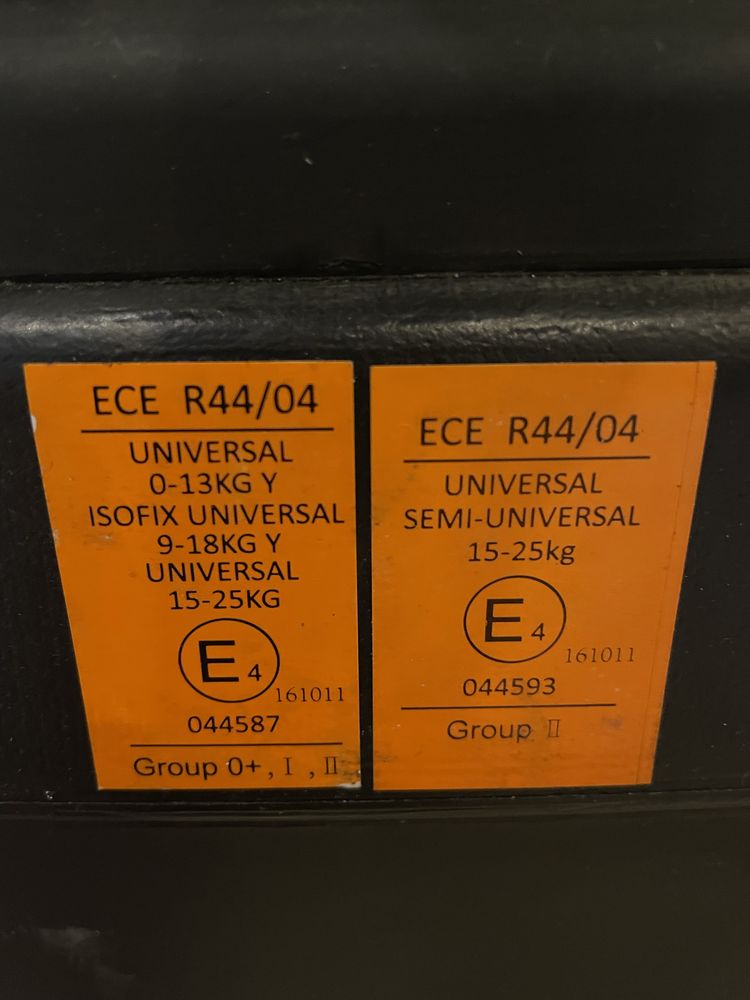 ECE R44/04
UNIVERSAL
0-13KG Y
ISOFIX UNIVERSAL
9-18KG Y
UNIVERSAL
15-25KG
E4
161011
044587
Group 0+, I, II
ECE R44/04
UNIVERSAL
SEMI-UNIVERSAL
15-25kg
E4
161011
044593
Group II